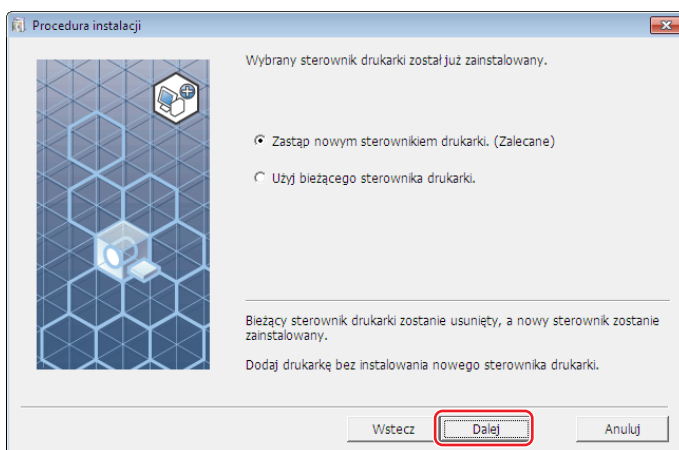 Procedura instalacji
Wybrany sterownik drukarki został już zainstalowany.
Zastąp nowym sterownikiem drukarki. (Zalecane)
Użyj bieżącego sterownika drukarki.
Bieżący sterownik drukarki zostanie usunięty, a nowy sterownik zostanie
zainstalowany.
Dodaj drukarkę bez instalowania nowego sterownika drukarki.
Wstecz
Dalej
Anuluj